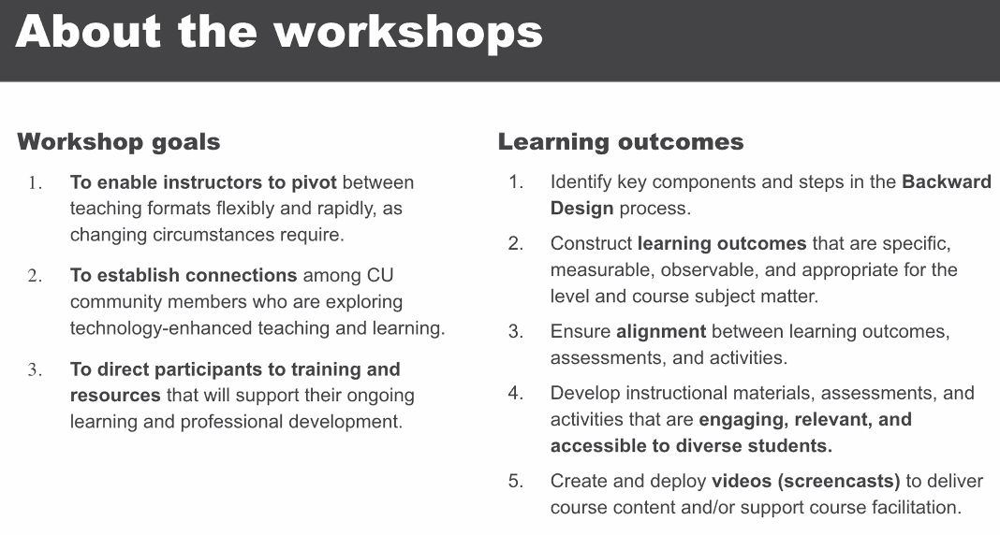 About the workshops
Workshop goals
1. To enable instructors to pivot between
teaching formats flexibly and rapidly, as
changing circumstances require.
2. To establish connections among CU
community members who are exploring
technology-enhanced teaching and learning.
3. To direct participants to training and
resources that will support their ongoing
learning and professional development.
Learning outcomes
1. Identify key components and steps in the Backward
Design process.
2. Construct learning outcomes that are specific,
measurable, observable, and appropriate for the
level and course subject matter.
3. Ensure alignment between learning outcomes,
assessments, and activities.
4. Develop instructional materials, assessments, and
activities that are engaging, relevant, and
accessible to diverse students.
5. Create and deploy videos (screencasts) to deliver
course content and/or support course facilitation.